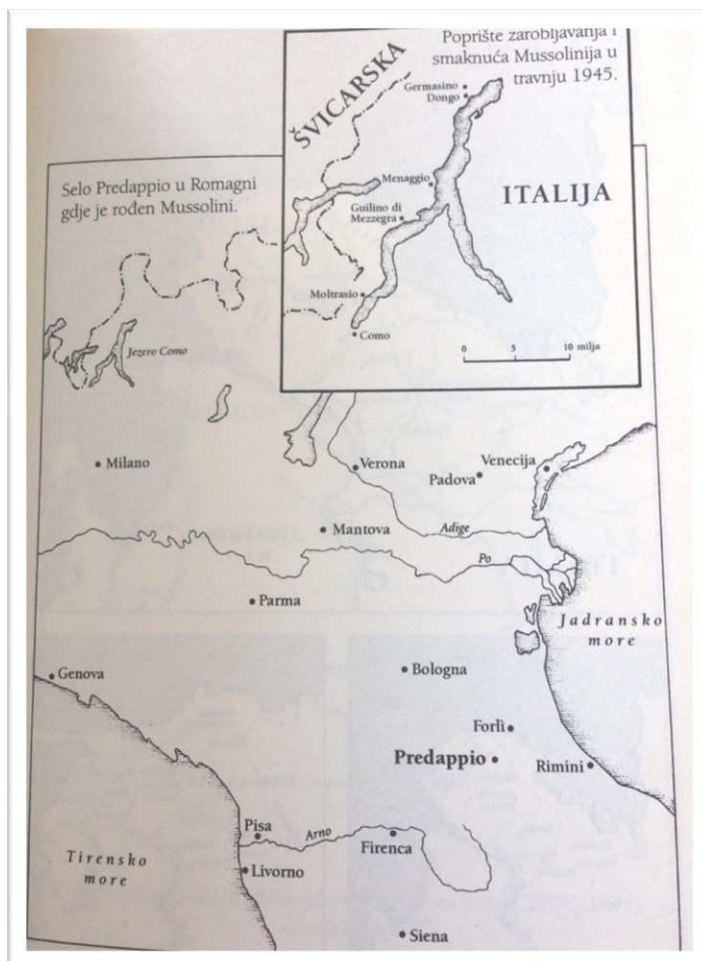 Poprište zarobljavanja i
smaknuća Mussolinija u
travnju 1945.
ŠVICARSKA
Germasino
Dongo
Menaggio
ITALIJA
Guilino di
Mezzegra
Moltrasio
Como
0 5 10 milja
Selo Predappio u Romagni
gdje je rođen Mussolini.
Jezero Como
Milano
Verona
Venecija
Padova
Mantova
Adige
Po
Parma
Jadransko
more
Genova
Bologna
Forlì
Predappio
Rimini
Pisa
Arno
Firenca
Tirensko
more
Livorno
Siena